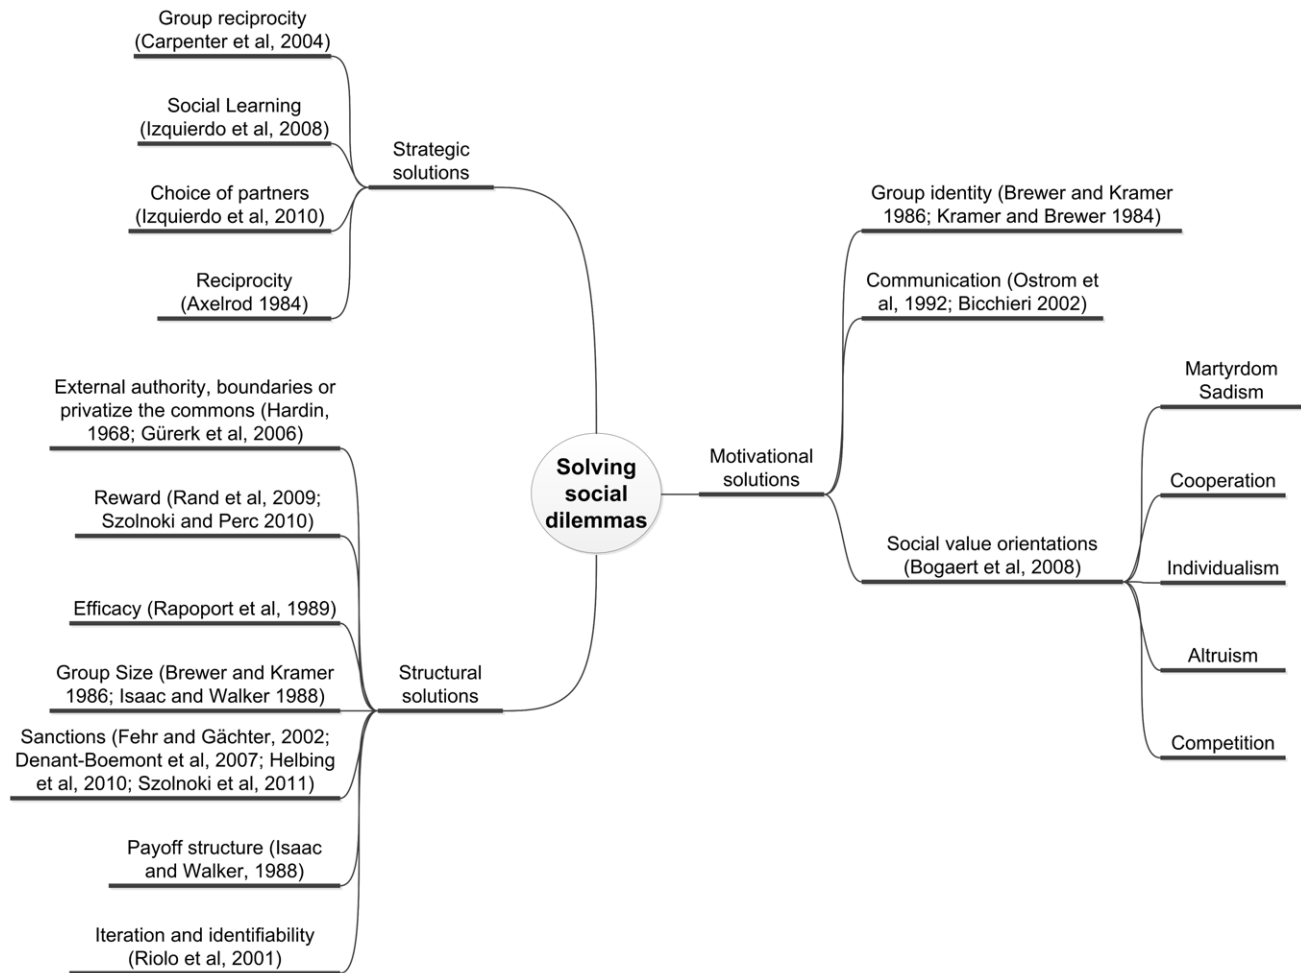 Group reciprocity
(Carpenter et al, 2004)
Social Learning
(Izquierdo et al, 2008)
Choice of partners
(Izquierdo et al, 2010)
Reciprocity
(Axelrod 1984)
Strategic
solutions
External authority, boundaries or
privatize the commons (Hardin,
1968; Gürerk et al, 2006)
Reward (Rand et al, 2009;
Szolnoki and Perc 2010)
Efficacy (Rapoport et al, 1989)
Group Size (Brewer and Kramer
1986; Isaac and Walker 1988)
Sanctions (Fehr and Gächter, 2002;
Denant-Boemont et al, 2007; Helbing
et al, 2010; Szolnoki et al, 2011)
Payoff structure (Isaac
and Walker, 1988)
Iteration and identifiability
(Riolo et al, 2001)
Structural
solutions
Solving
social
dilemmas
Motivational
solutions
Group identity (Brewer and Kramer
1986; Kramer and Brewer 1984)
Communication (Ostrom et
al, 1992; Bicchieri 2002)
Social value orientations
(Bogaert et al, 2008)
Martyrdom
Sadism
Cooperation
Individualism
Altruism
Competition